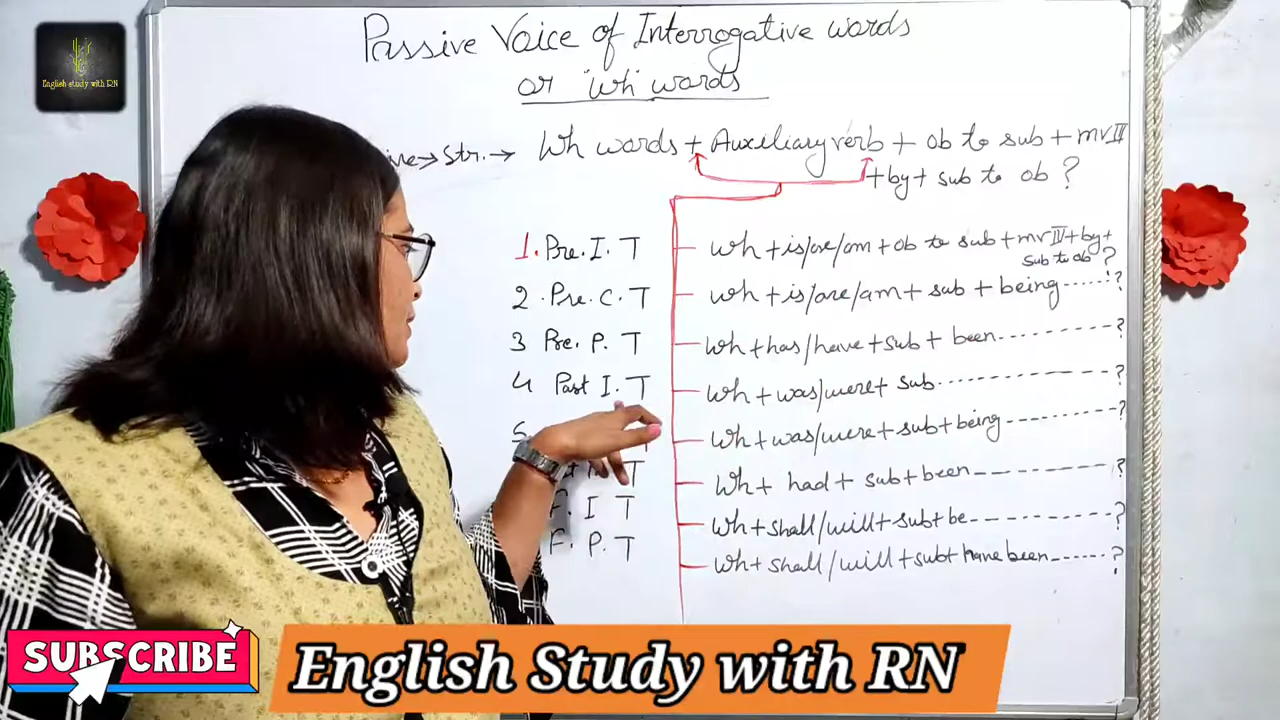 English study with RN
Passive Voice of Interrogative words
or 'Wh' words
Str. → Wh words + Auxiliary verb + ob to sub + mv III
+ by + sub to ob ?
1. Pre. I. T wh + is/are/am + ob to sub + mv III + by +
sub to ob ?
2. Pre. C. T wh + is/are/am + sub + being ...... ?
3 Pre. P. T wh + has/have + sub + been ---------- ?
4 Past I. T wh + was/were + sub ------------- ?
5 T wh + was/were + sub + being ---------- ?
T Wh + had + sub + been ---------- ?
F. I T wh + shall/will + sub + be ---------- ?
F. P. T wh + shall/will + sub + have been ------ ?
SUBSCRIBE
English Study with RN